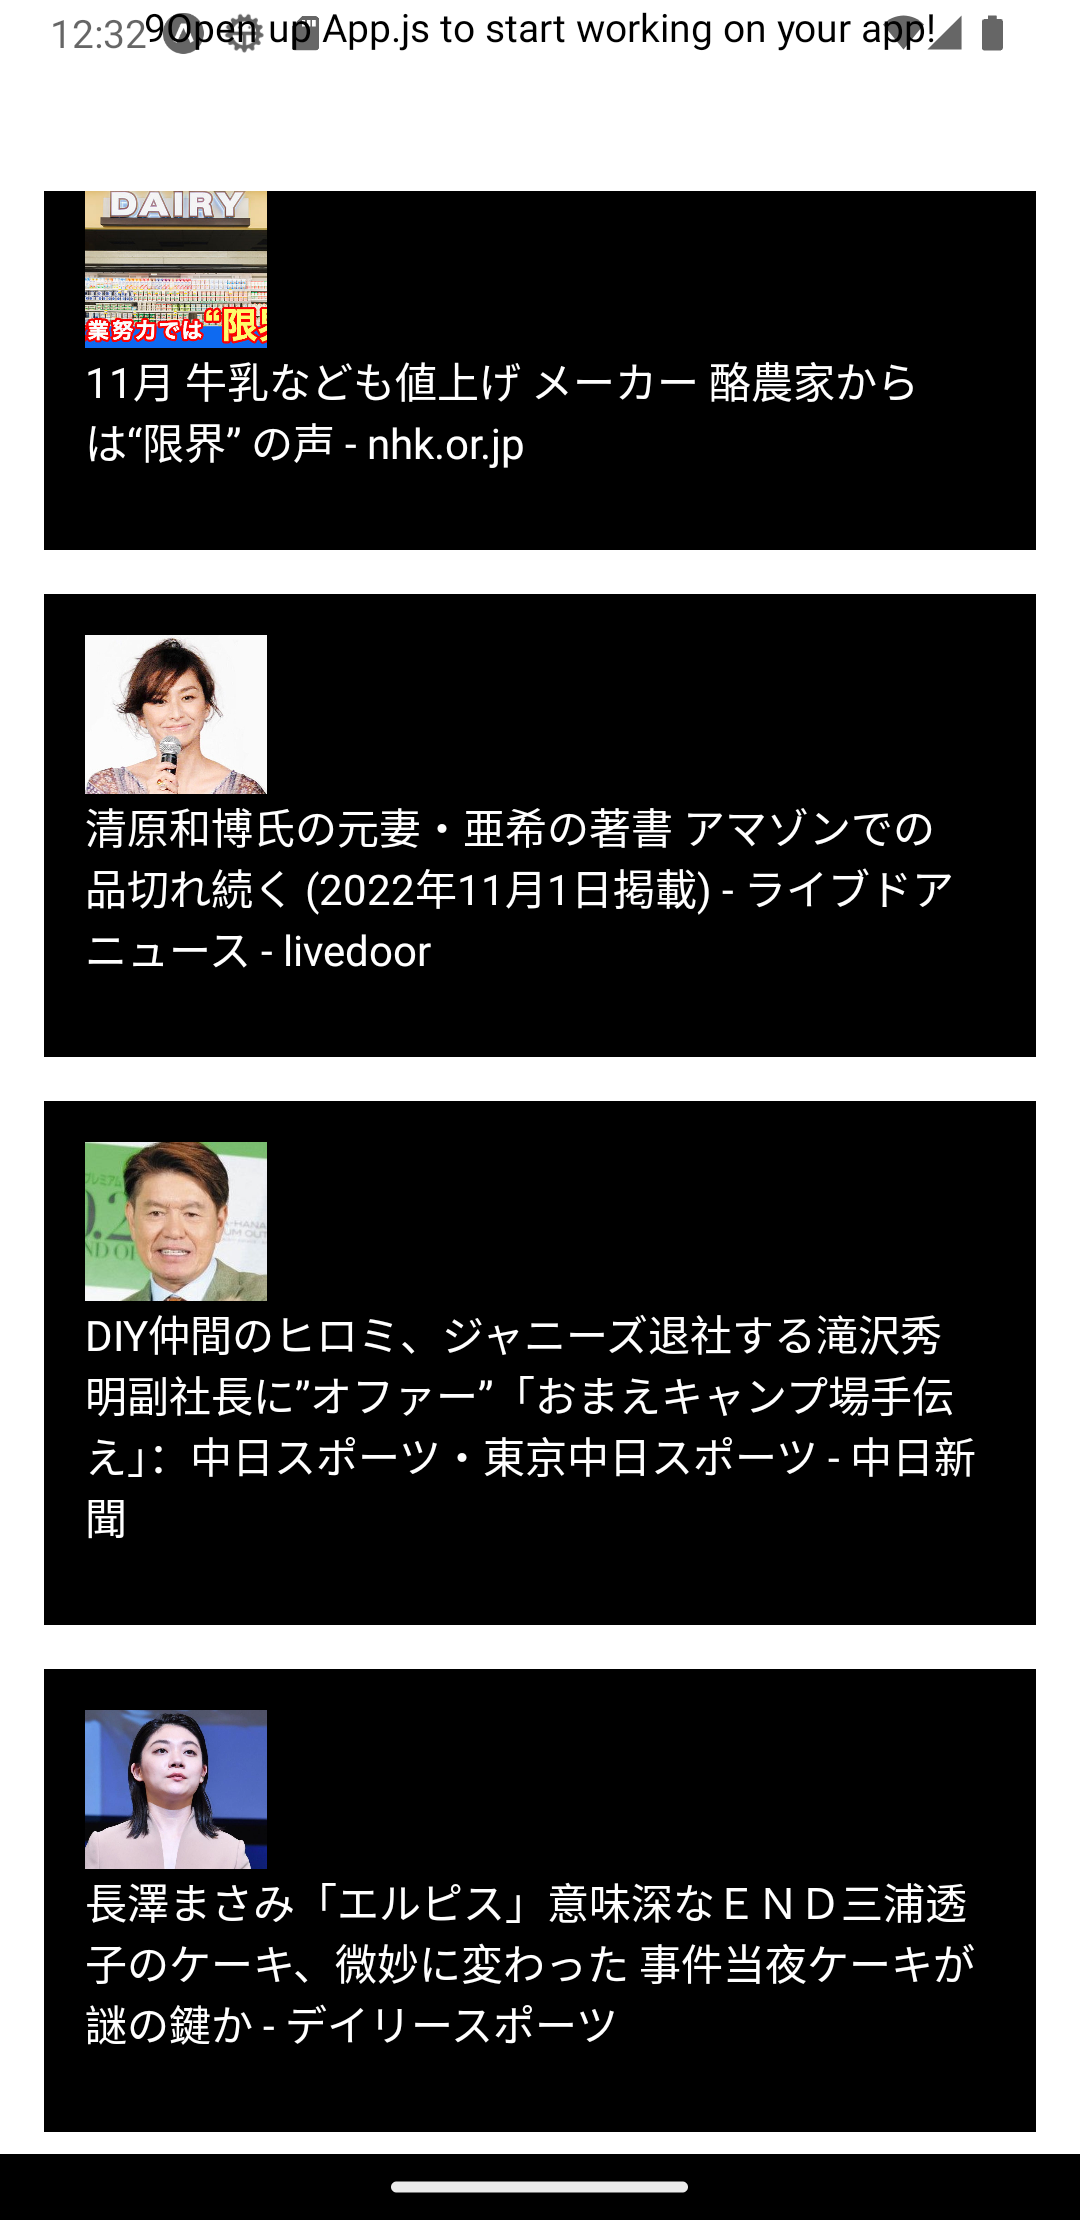 12:32
9Open up App.js to start working on your app!
DAIRY
業努力では“限界
11月 牛乳なども値上げ メーカー 酪農家から
は“限界” の声 - nhk.or.jp
清原和博氏の元妻・亜希の著書 アマゾンでの
品切れ続く (2022年11月1日掲載) - ライブドア
ニュース - livedoor
DIY仲間のヒロミ、ジャニーズ退社する滝沢秀
明副社長に”オファー”「おまえキャンプ場手伝
え」：中日スポーツ・東京中日スポーツ - 中日新
聞
長澤まさみ「エルピス」意味深なＥＮＤ三浦透
子のケーキ、微妙に変わった 事件当夜ケーキが
謎の鍵か - デイリースポーツ